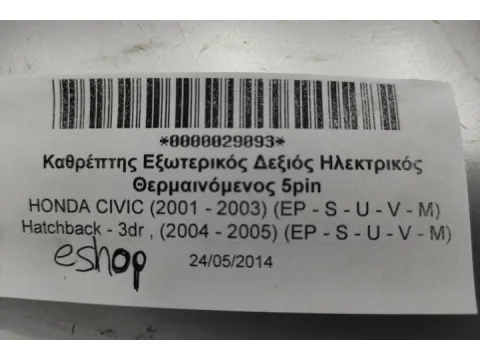 *0000029093*
Καθρέπτης Εξωτερικός Δεξιός Ηλεκτρικός
Θερμαινόμενος 5pin
HONDA CIVIC (2001 - 2003) (EP - S - U - V - M)
Hatchback - 3dr , (2004 - 2005) (EP - S - U - V - M)
eshop 24/05/2014